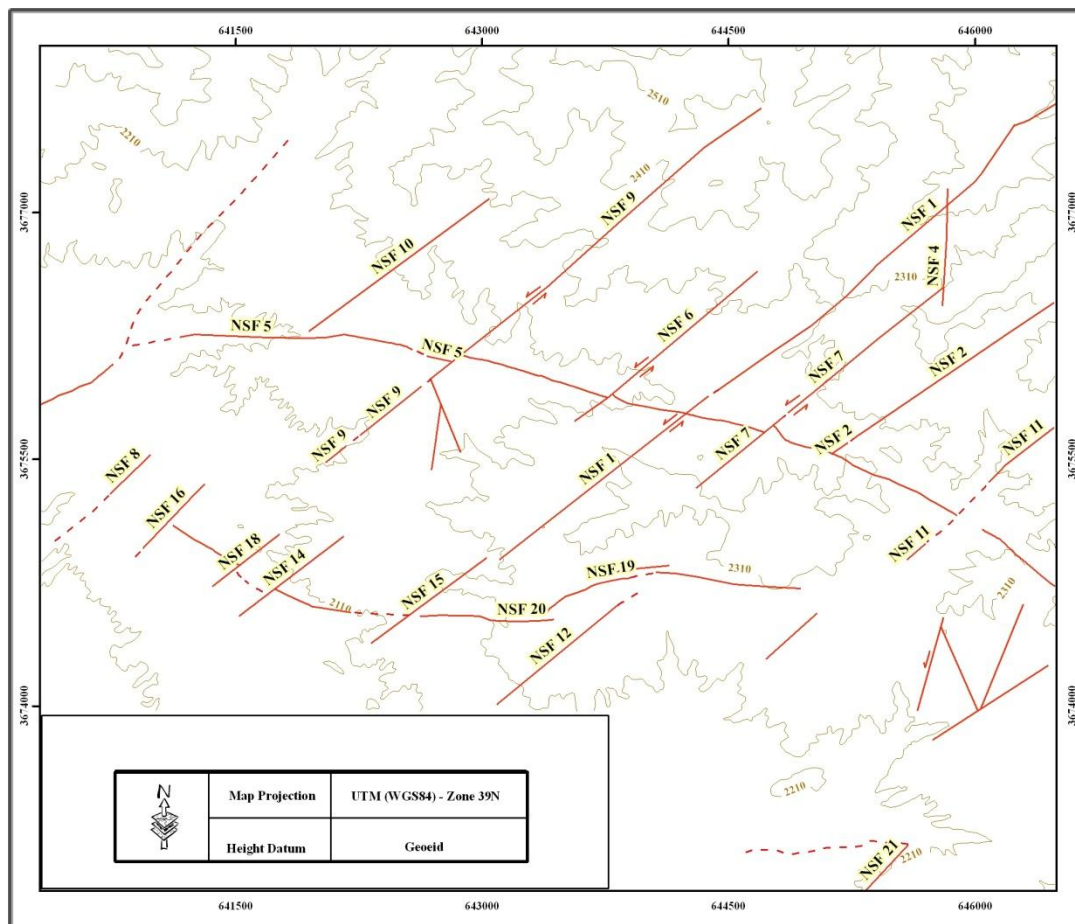 641500
643000
644500
646000
2510
2210
2410
NSF 9
NSF 1
3677000
3677000
NSF 10
NSF 4
2310
NSF 6
NSF 5
NSF 5
NSF 7
NSF 2
NSF 9
NSF 9
NSF 7
NSF 2
NSF 11
3675500
3675500
NSF 8
NSF 1
NSF 16
NSF 11
NSF 18
NSF 14
NSF 15
NSF 19
2310
2310
2110
NSF 20
NSF 12
3674000
3674000
N
Map Projection
UTM (WGS84) - Zone 39N
Height Datum
Geoeid
2210
2210
NSF 21
641500
643000
644500
646000